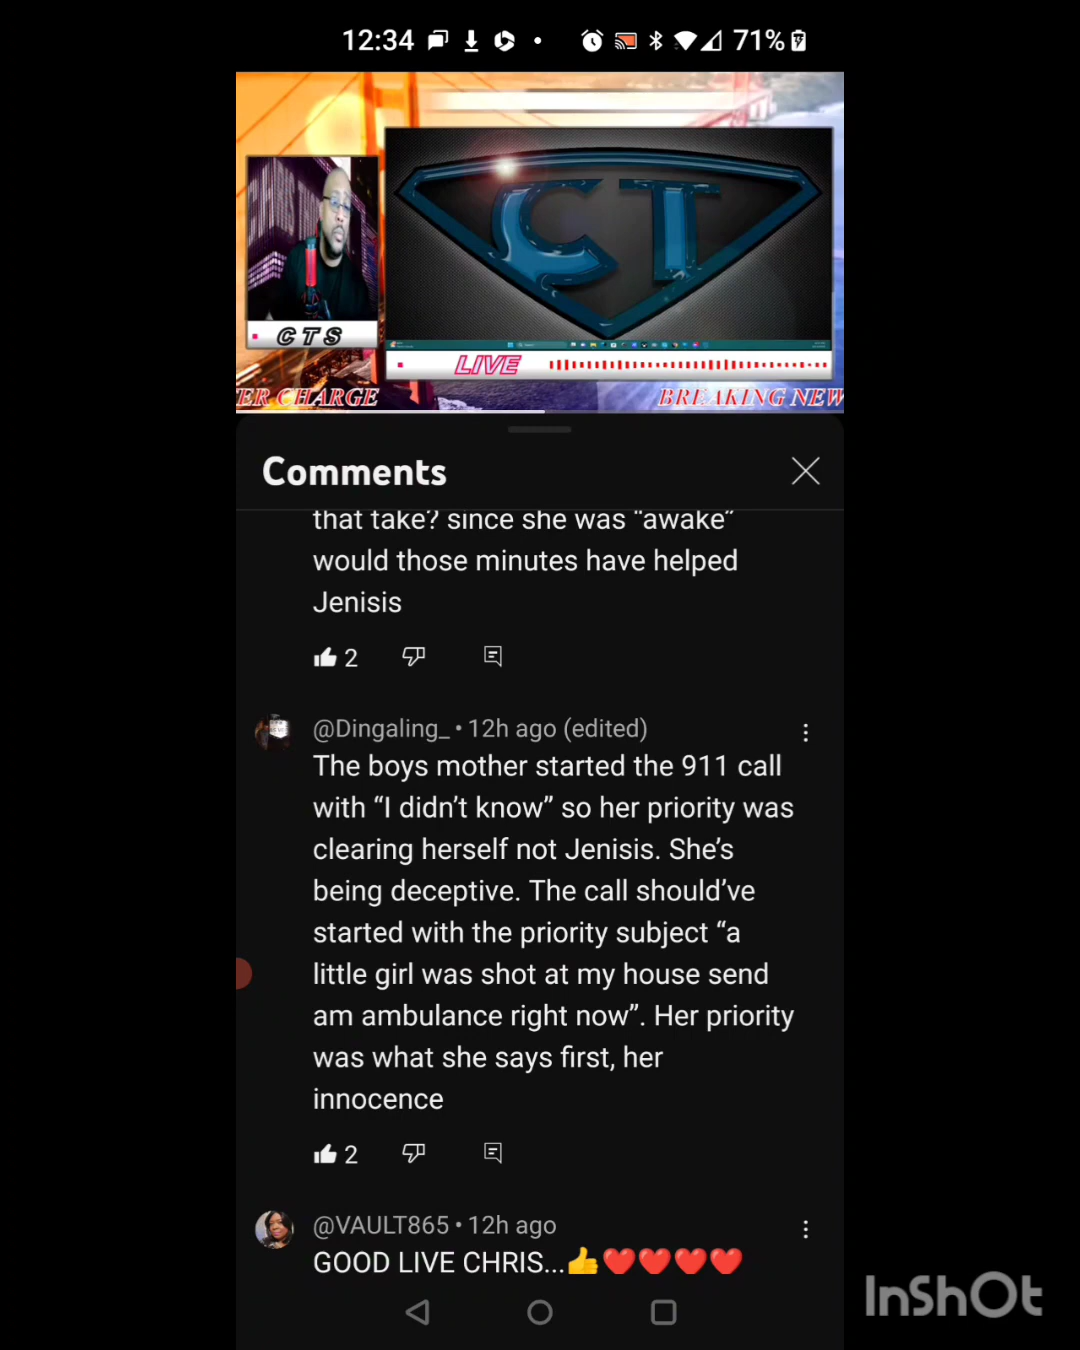 12:34
71%
CT
CTS
LIVE
ER CHARGE
BREAKING NEW
Comments
that take? since she was “awake”
would those minutes have helped
Jenisis
2
@Dingaling_ • 12h ago (edited)
The boys mother started the 911 call
with “I didn’t know” so her priority was
clearing herself not Jenisis. She’s
being deceptive. The call should’ve
started with the priority subject “a
little girl was shot at my house send
am ambulance right now”. Her priority
was what she says first, her
innocence
2
@VAULT865 • 12h ago
GOOD LIVE CHRIS...👍❤️❤️❤️❤️
InShOt